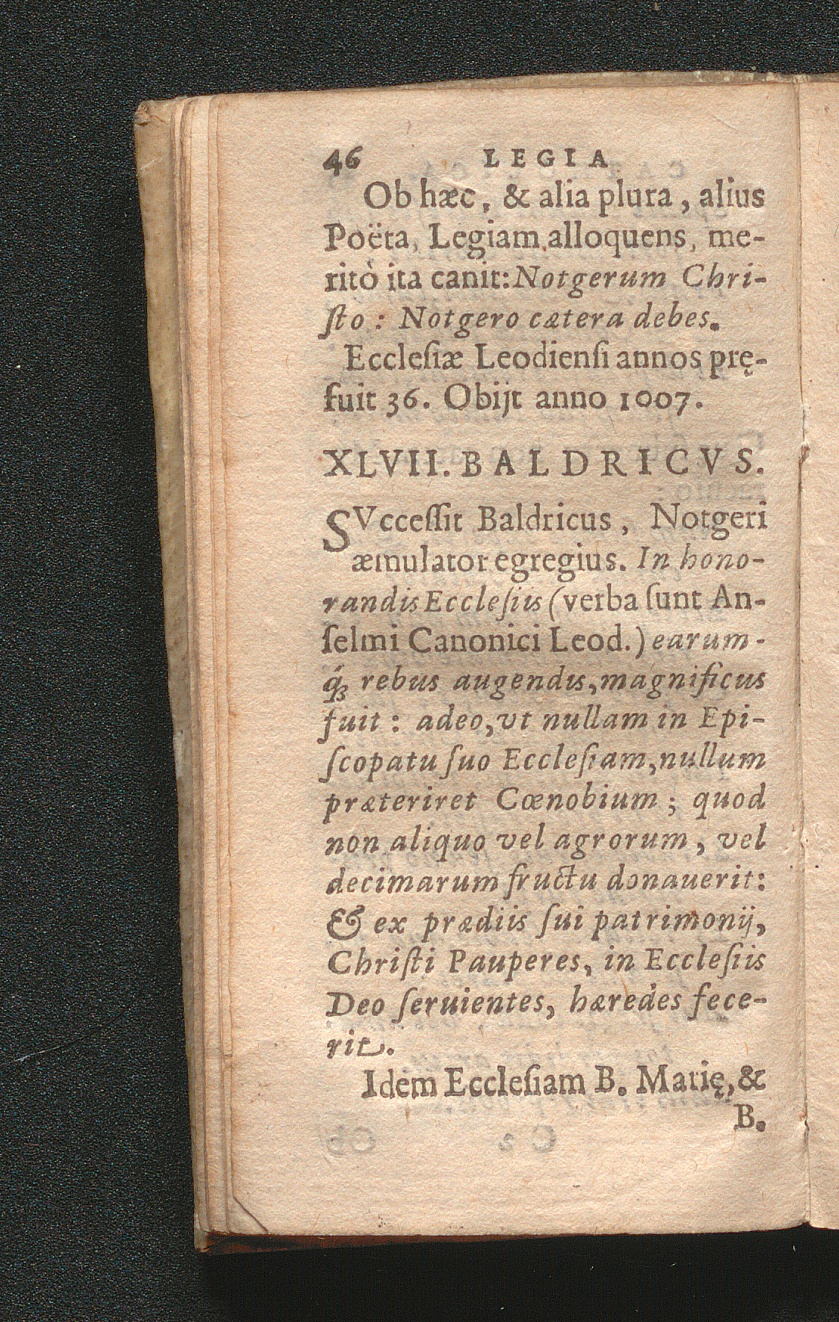 46 LEGIA
Ob hæc, & alia plura, alius
Poëta, Legiam alloquens, me-
ritò ita canit: Notgerum Chri-
ſto : Notgero cætera debes.
Eccleſiæ Leodienſi annos prę-
fuit 36. Obijt anno 1007.
XLVII. BALDRICVS.
SVcceſſit Baldricus, Notgeri
æmulator egregius. In hono-
randis Eccleſiis (verba ſunt An-
ſelmi Canonici Leod.) earum-
q́ꝫ rebus augendis, magnificus
fuit : adeo, vt nullam in Epi-
ſcopatu ſuo Eccleſiam, nullum
præteriret Cœnobium ; quod
non aliquo vel agrorum, vel
decimarum fructu donauerit:
& ex prædiis ſui patrimonij,
Chriſti Pauperes, in Eccleſiis
Deo ſeruientes, hæredes fece-
rit.
Idem Eccleſiam B. Marię, &
B.